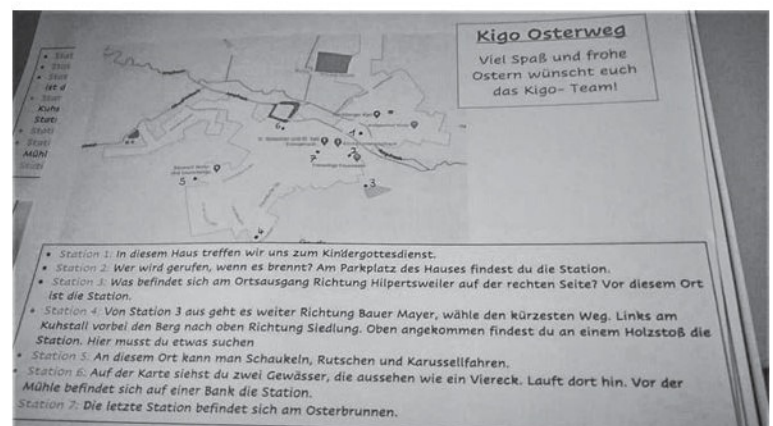 Kigo Osterweg
Viel Spaß und frohe
Ostern wünscht euch
das Kigo- Team!
6
1
7
2
3
5
4
• Station 1: In diesem Haus treffen wir uns zum Kindergottesdienst.
• Station 2: Wer wird gerufen, wenn es brennt? Am Parkplatz des Hauses findest du die Station.
• Station 3: Was befindet sich am Ortsausgang Richtung Hilpertsweiler auf der rechten Seite? Vor diesem Ort
ist die Station.
• Station 4: Von Station 3 aus geht es weiter Richtung Bauer Mayer, wähle den kürzesten Weg. Links am
Kuhstall vorbei den Berg nach oben Richtung Siedlung. Oben angekommen findest du an einem Holzstoß die
Station. Hier musst du etwas suchen
• Station 5: An diesem Ort kann man Schaukeln, Rutschen und Karussellfahren.
• Station 6: Auf der Karte siehst du zwei Gewässer, die aussehen wie ein Viereck. Lauft dort hin. Vor der
Mühle befindet sich auf einer Bank die Station.
Station 7: Die letzte Station befindet sich am Osterbrunnen.